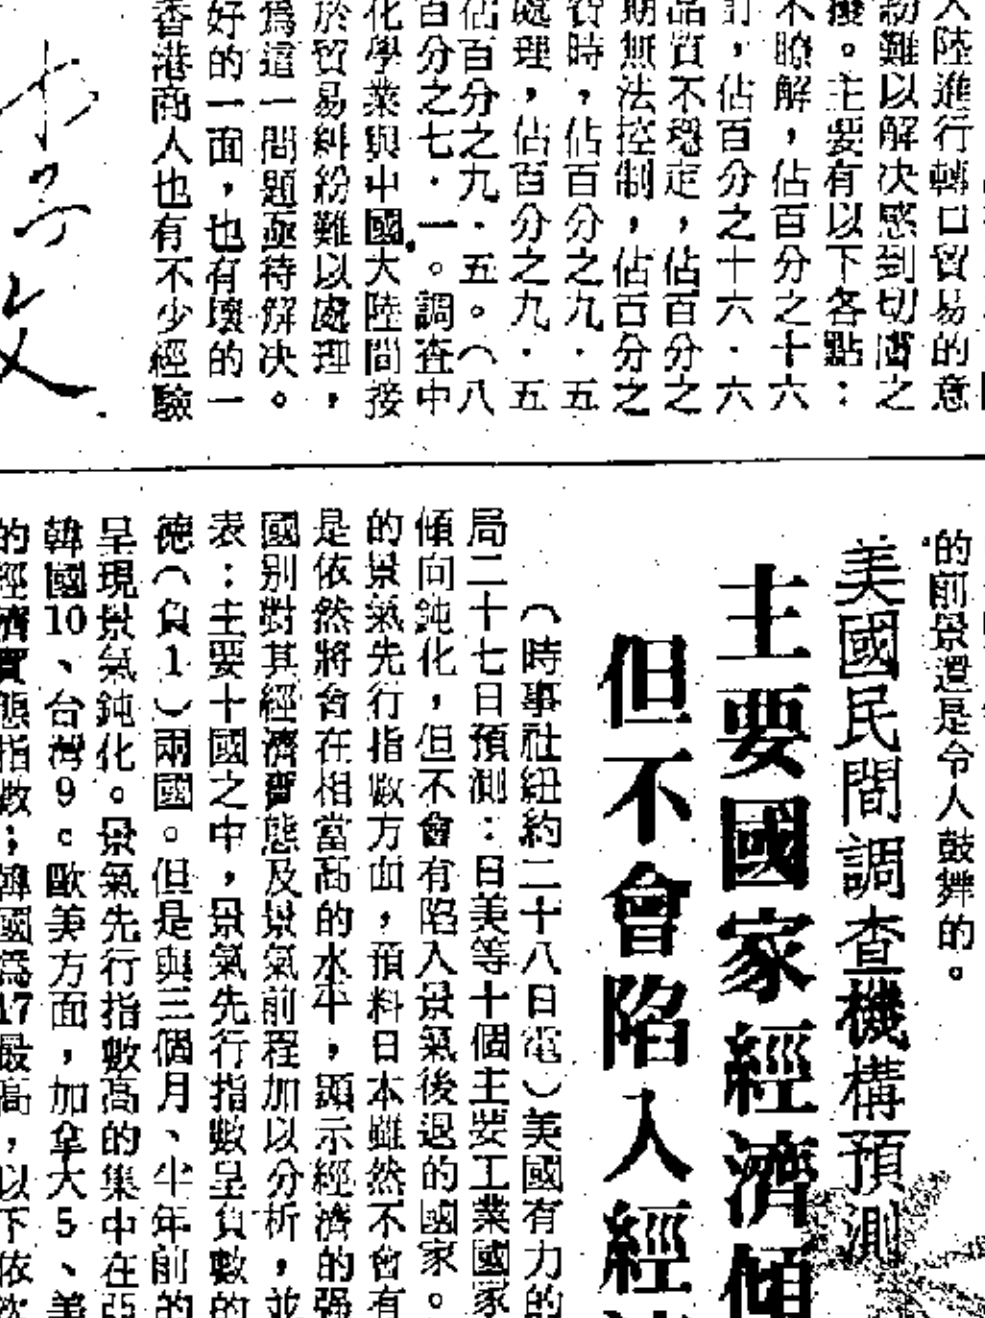 大陸進行轉口貿易的意
紛難以解決感到切膚之
擾。主要有以下各點：
不瞭解，佔百分之十六
訂，佔百分之十六．六
品質不穩定，佔百分之
期無法控制，佔百分之
貨時，佔百分之九．五
處理，佔百分之九．五
佔百分之九．五。（八
百分之七．一。調査中
化學業與中國大陸間接
於貿易糾紛難以處理，
爲這一問題亟待解決。
好的一面，也有壞的一
香港商人也有不少經驗
的前景還是令人鼓舞的。
美國民間調査機構預測
主要國家經濟傾
但不會陷入經
（時事社紐約二十八日電）美國有力的
局二十七日預測：日美等十個主要工業國家
傾向鈍化，但不會有陷入景氣後退的國家。
的景氣先行指數方面，預料日本雖然不會有
是依然將會在相當高的水平，顯示經濟的强
國別對其經濟實態及景氣前程加以分析，並
表：主要十國之中，景氣先行指數呈負數的
德（負1）兩國。但是與三個月、半年前的
呈現景氣鈍化。景氣先行指數高的集中在亞
韓國10、台灣9。歐美方面，加拿大5、美
的經濟實態指數；韓國爲17最高，以下依次